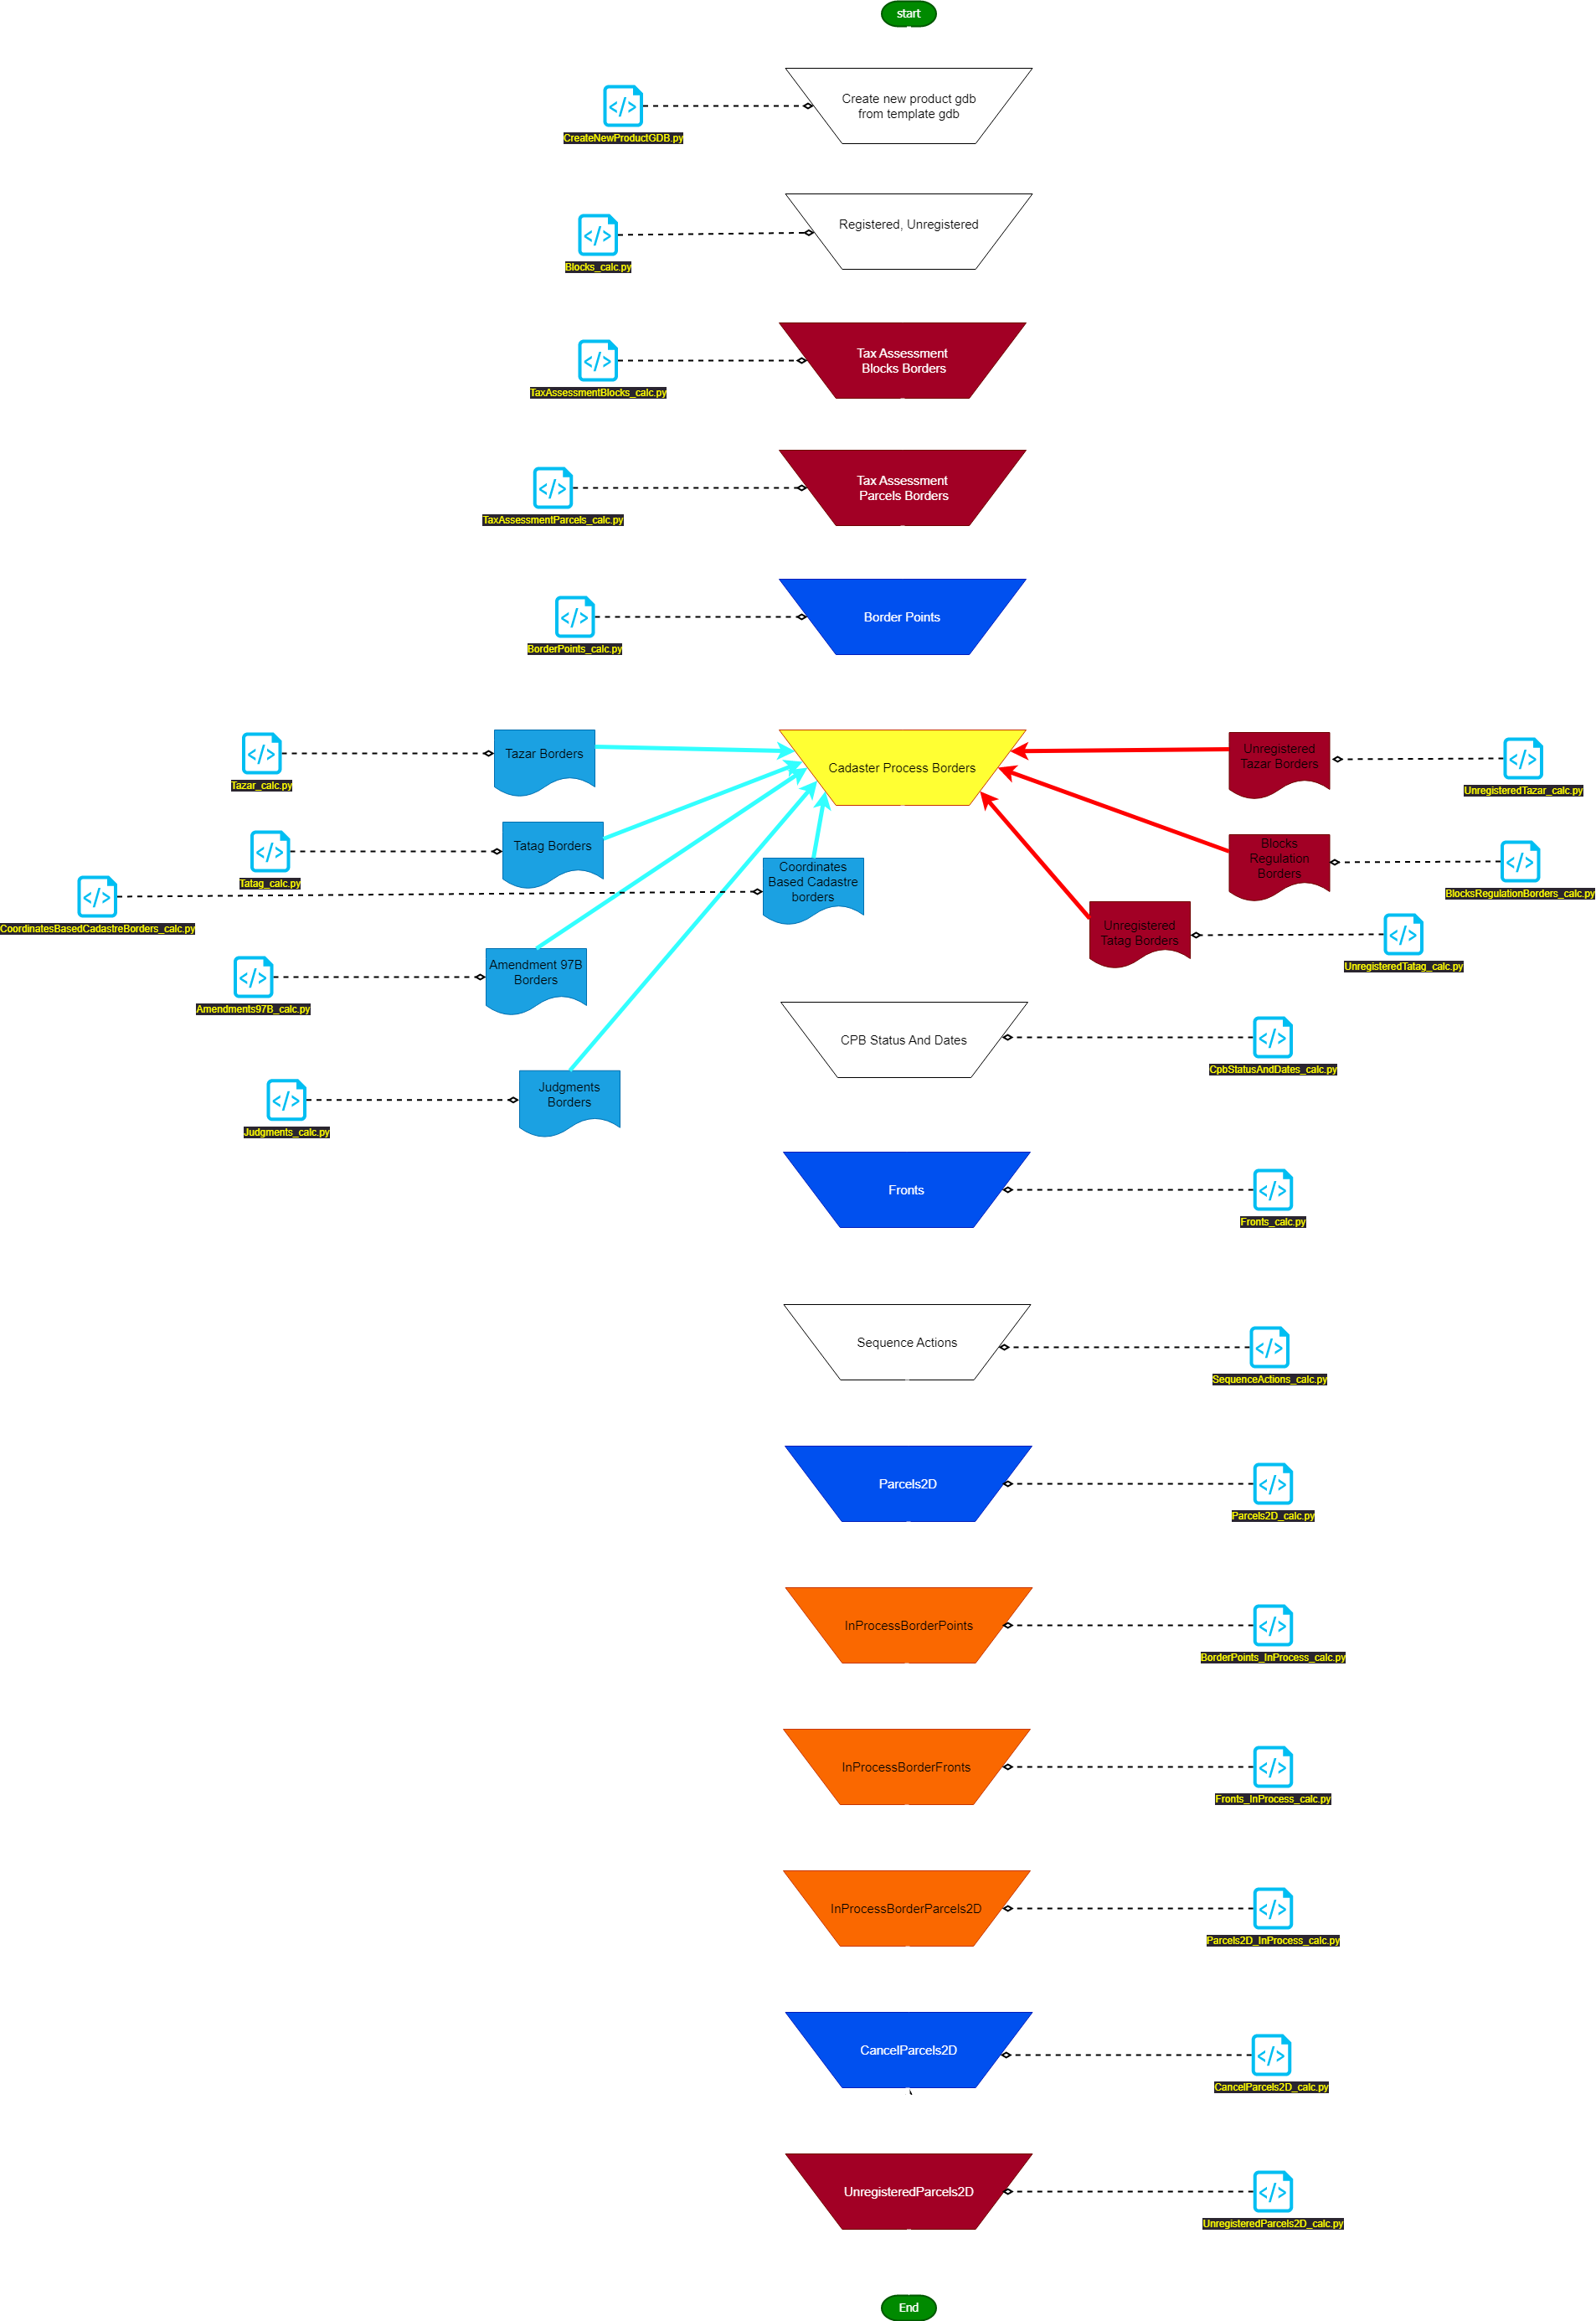 start
Create new product gdb
from template gdb
CreateNewProductGDB.py
Registered, Unregistered
Blocks_calc.py
Tax Assessment
Blocks Borders
TaxAssessmentBlocks_calc.py
Tax Assessment
Parcels Borders
TaxAssessmentParcels_calc.py
Border Points
BorderPoints_calc.py
Tazar Borders
Tazar_calc.py
Cadaster Process Borders
Unregistered
Tazar Borders
UnregisteredTazar_calc.py
Tatag Borders
Tatag_calc.py
Coordinates
Based Cadastre
borders
CoordinatesBasedCadastreBorders_calc.py
Blocks
Regulation
Borders
BlocksRegulationBorders_calc.py
Unregistered
Tatag Borders
UnregisteredTatag_calc.py
Amendment 97B
Borders
Amendments97B_calc.py
CPB Status And Dates
CpbStatusAndDates_calc.py
Judgments
Borders
Judgments_calc.py
Fronts
Fronts_calc.py
Sequence Actions
SequenceActions_calc.py
Parcels2D
Parcels2D_calc.py
InProcessBorderPoints
BorderPoints_InProcess_calc.py
InProcessBorderFronts
Fronts_InProcess_calc.py
InProcessBorderParcels2D
Parcels2D_InProcess_calc.py
CancelParcels2D
CancelParcels2D_calc.py
UnregisteredParcels2D
UnregisteredParcels2D_calc.py
End